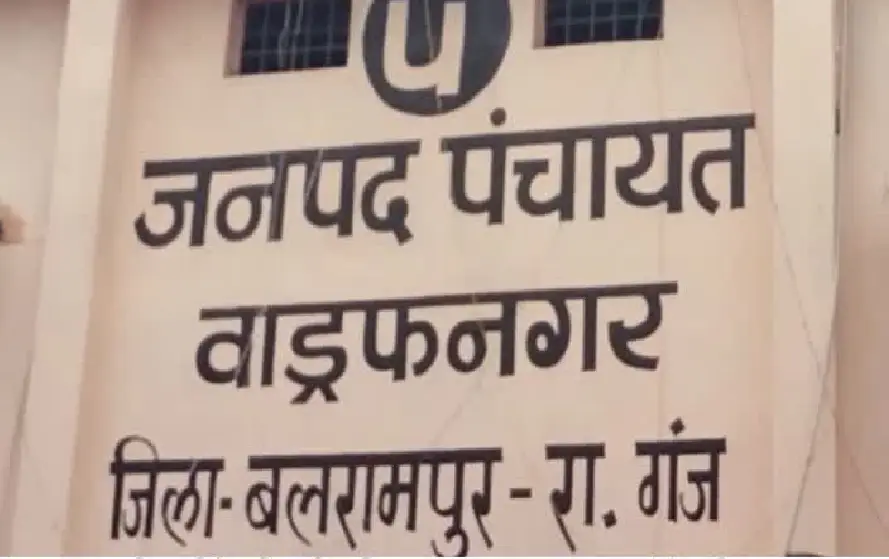 जनपद पंचायत
वाड्रफनगर
जिला-बलरामपुर-रा. गंज